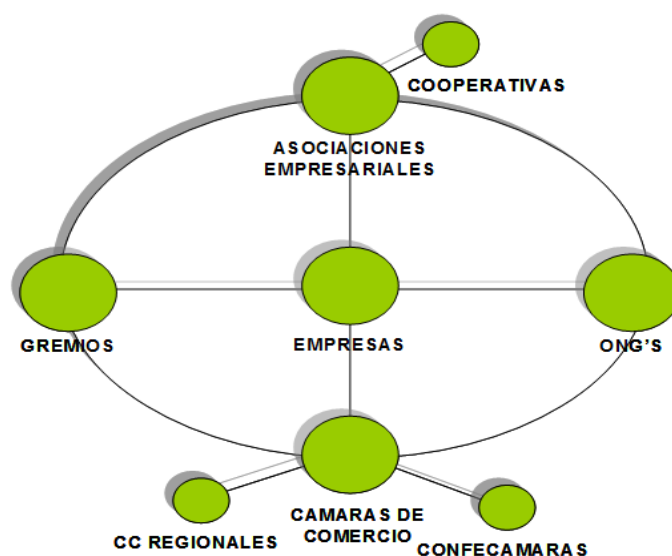 COOPERATIVAS
ASOCIACIONES
EMPRESARIALES
GREMIOS
EMPRESAS
ONG'S
CC REGIONALES
CAMARAS DE
COMERCIO
CONFECAMARAS